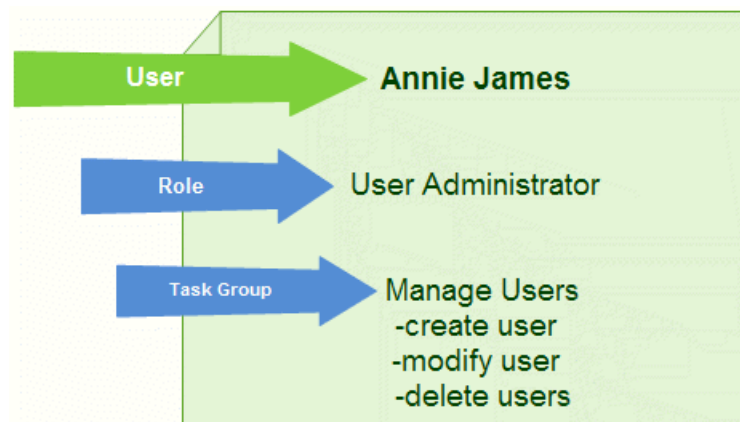 User
Annie James
Role
User Administrator
Task Group
Manage Users
-create user
-modify user
-delete users